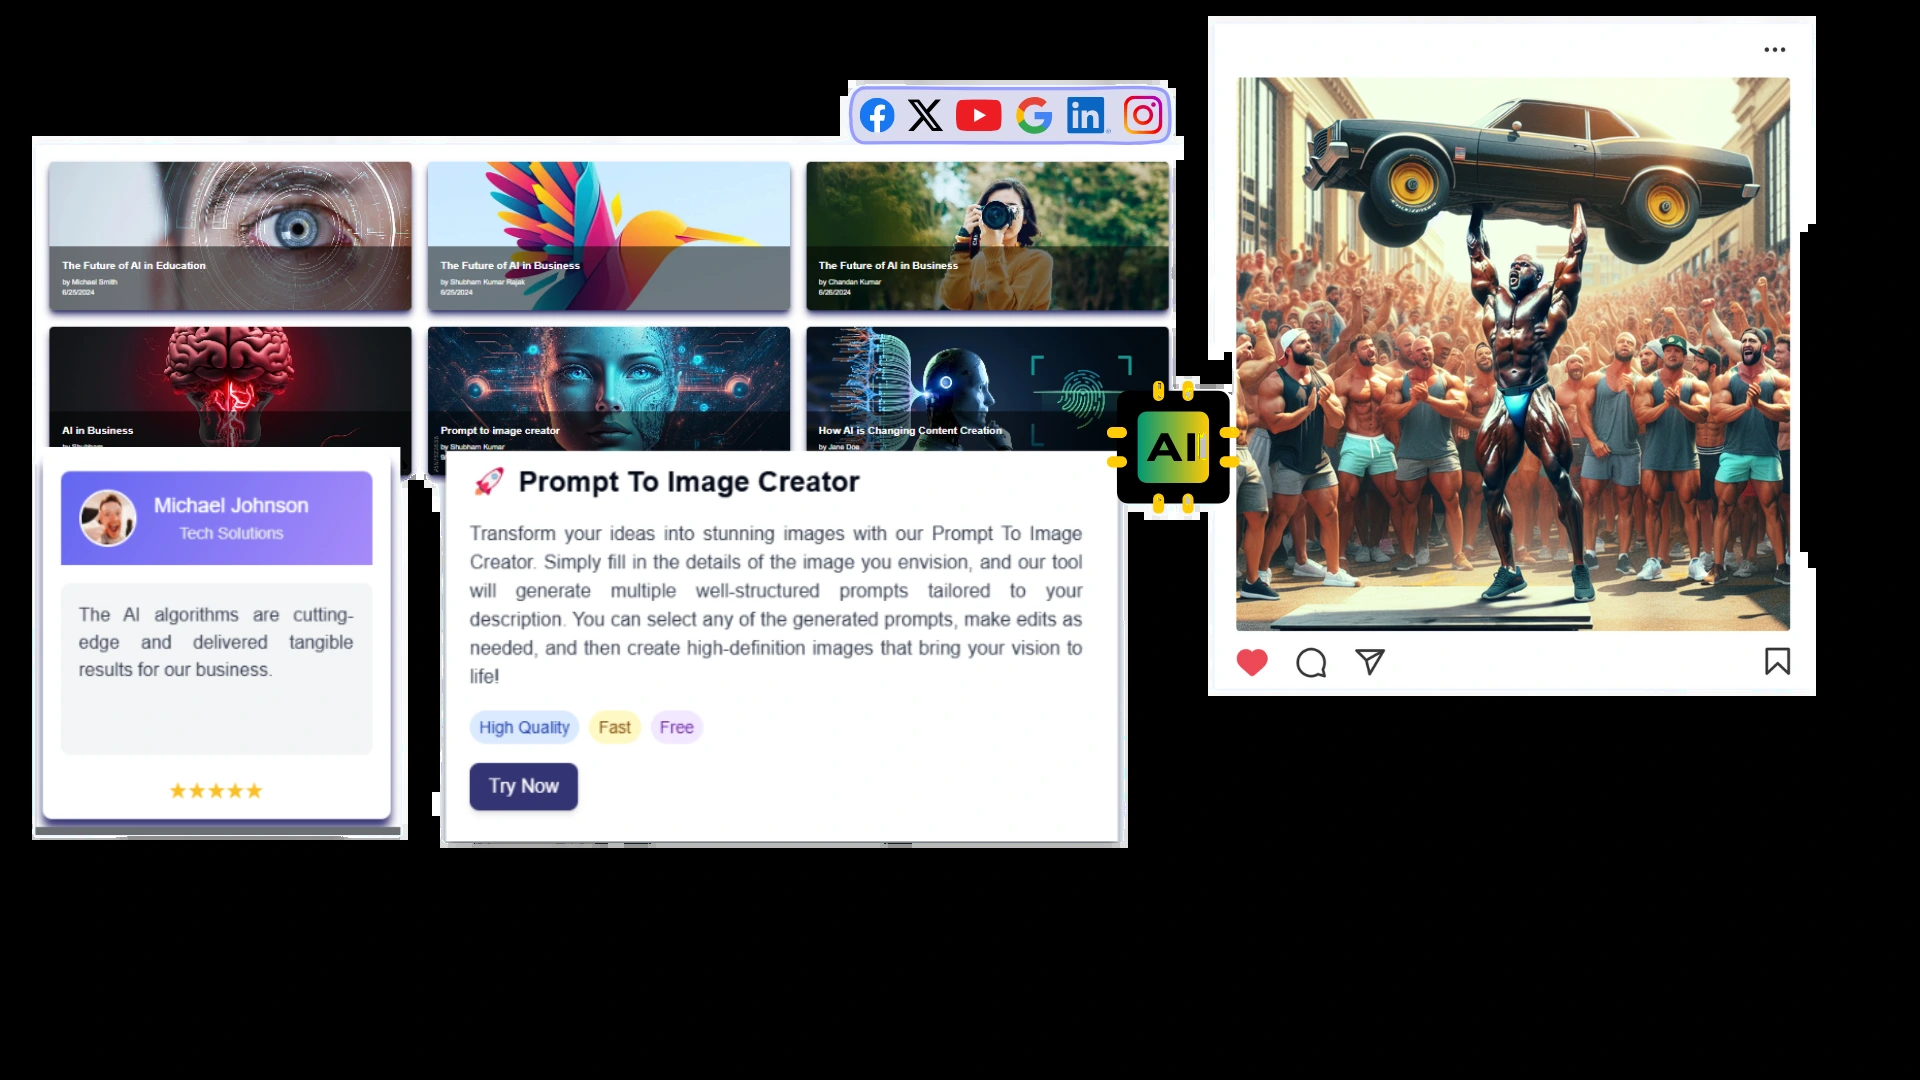 The Future of AI in Education
by Michael Smith
6/25/2024
The Future of AI in Business
by Shubham Kumar Rajak
6/25/2024
The Future of AI in Business
by Chandan Kumar
6/26/2024
AI in Business
by Shubham
Prompt to image creator
by Shubham Kumar
How AI is Changing Content Creation
by Jane Doe
AI
Michael Johnson
Tech Solutions
The AI algorithms are cutting-
edge and delivered tangible
results for our business.
🚀 Prompt To Image Creator
Transform your ideas into stunning images with our Prompt To Image
Creator. Simply fill in the details of the image you envision, and our tool
will generate multiple well-structured prompts tailored to your
description. You can select any of the generated prompts, make edits as
needed, and then create high-definition images that bring your vision to
life!
High Quality Fast Free
Try Now